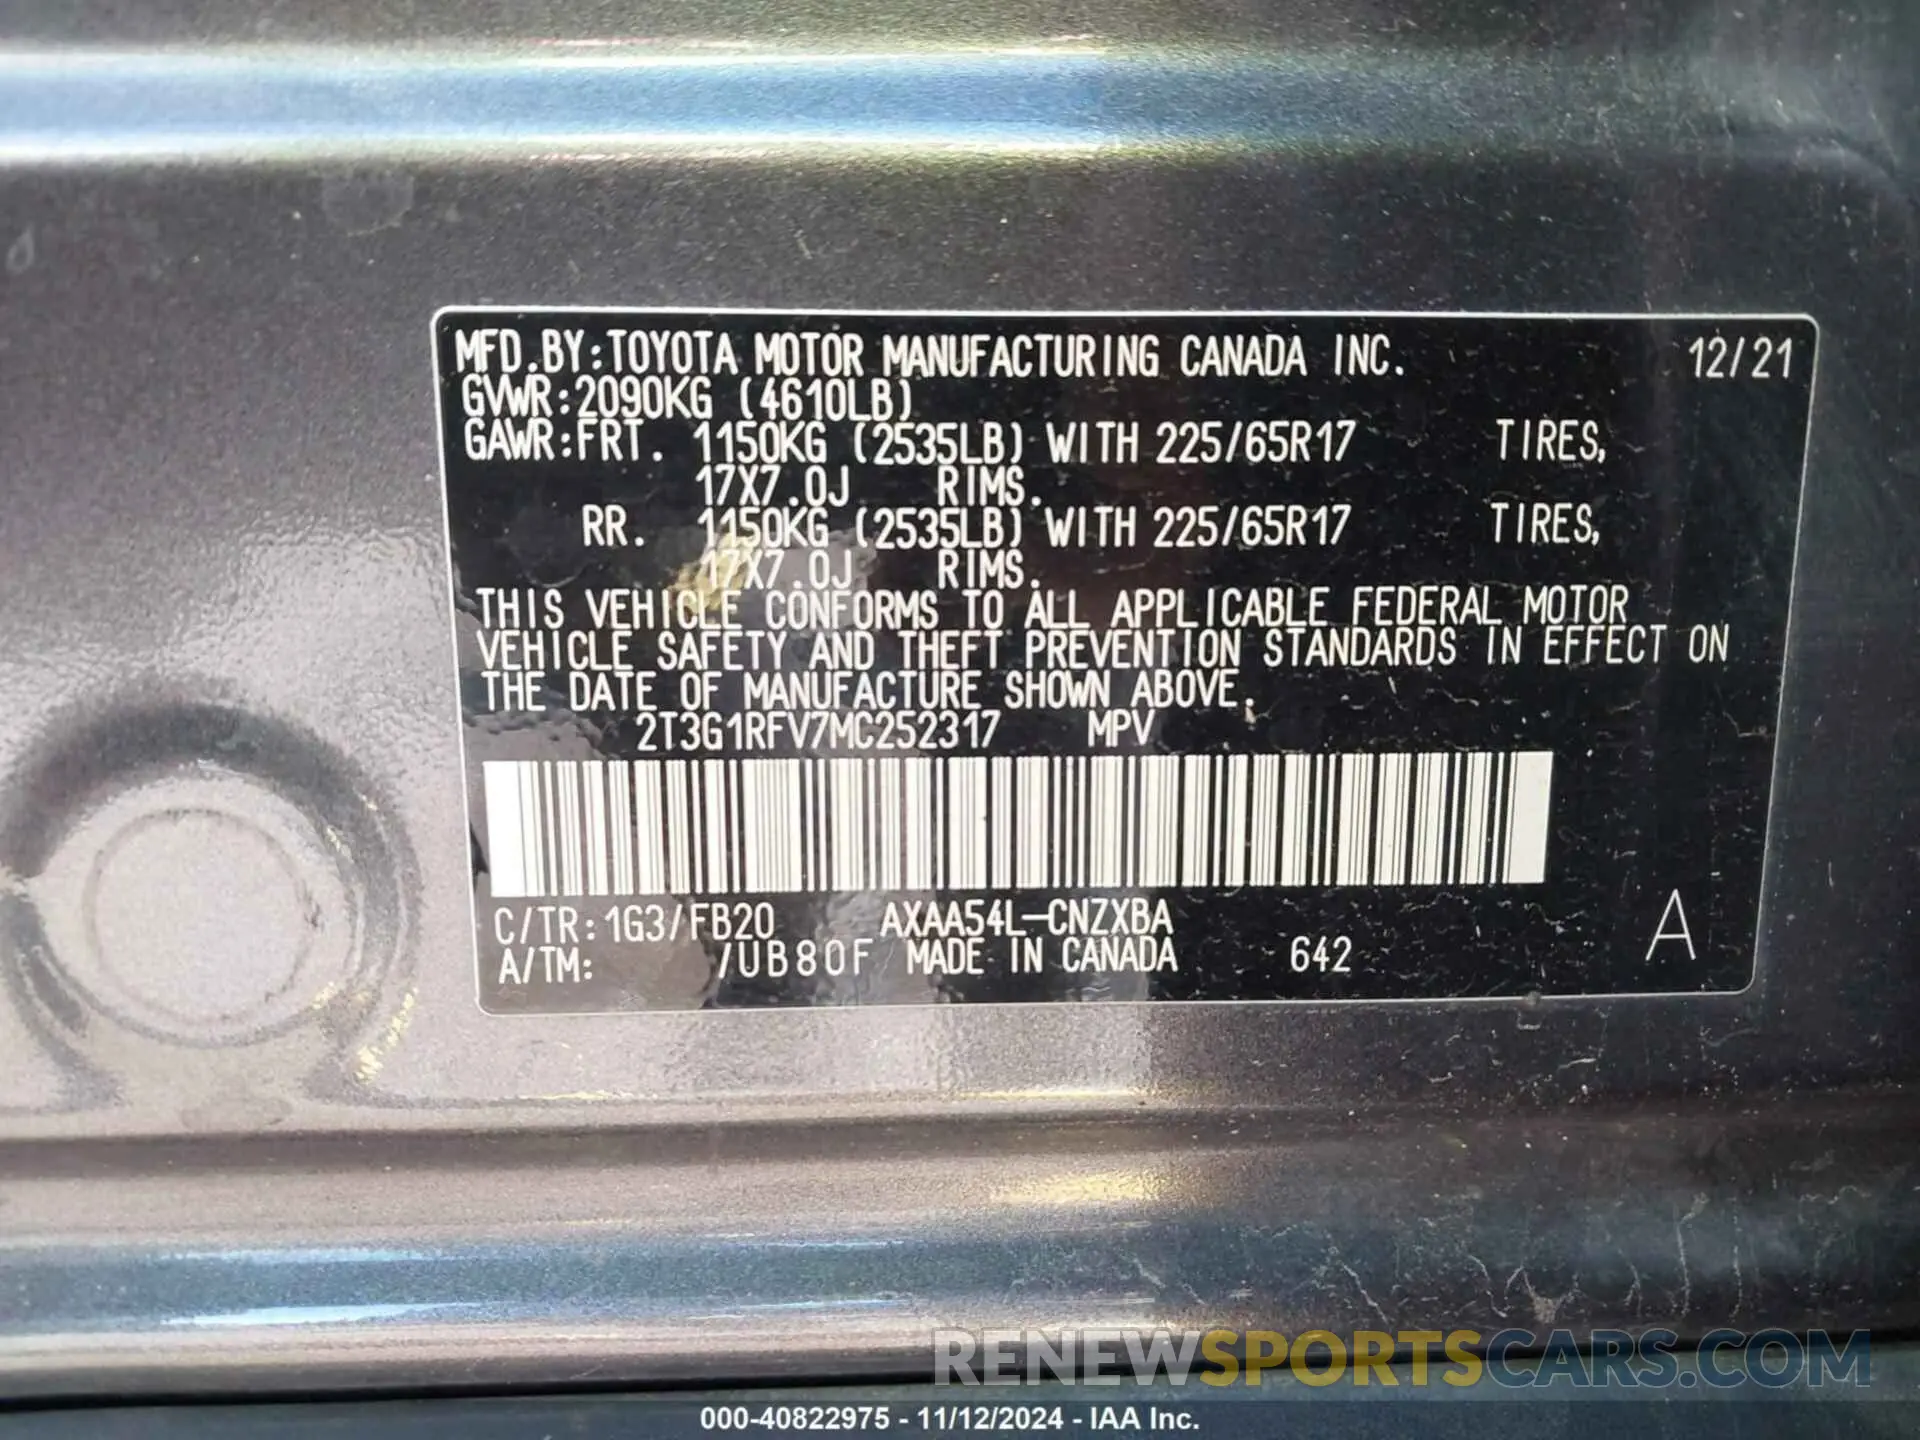 MFD.BY:TOYOTA MOTOR MANUFACTURING CANADA INC. 12/21
GVWR:2090KG (4610LB)
GAWR:FRT. 1150KG (2535LB) WITH 225/65R17 TIRES,
17X7.0J RIMS.
RR. 1150KG (2535LB) WITH 225/65R17 TIRES,
17X7.0J RIMS.
THIS VEHICLE CONFORMS TO ALL APPLICABLE FEDERAL MOTOR
VEHICLE SAFETY AND THEFT PREVENTION STANDARDS IN EFFECT ON
THE DATE OF MANUFACTURE SHOWN ABOVE.
2T3G1RFV7MC252317 MPV
C/TR:1G3/FB20 AXAA54L-CNZXBA
A/TM: /UB80F MADE IN CANADA 642 A
RENEWSPORTSCARS.COM
000-40822975 - 11/12/2024 - IAA Inc.